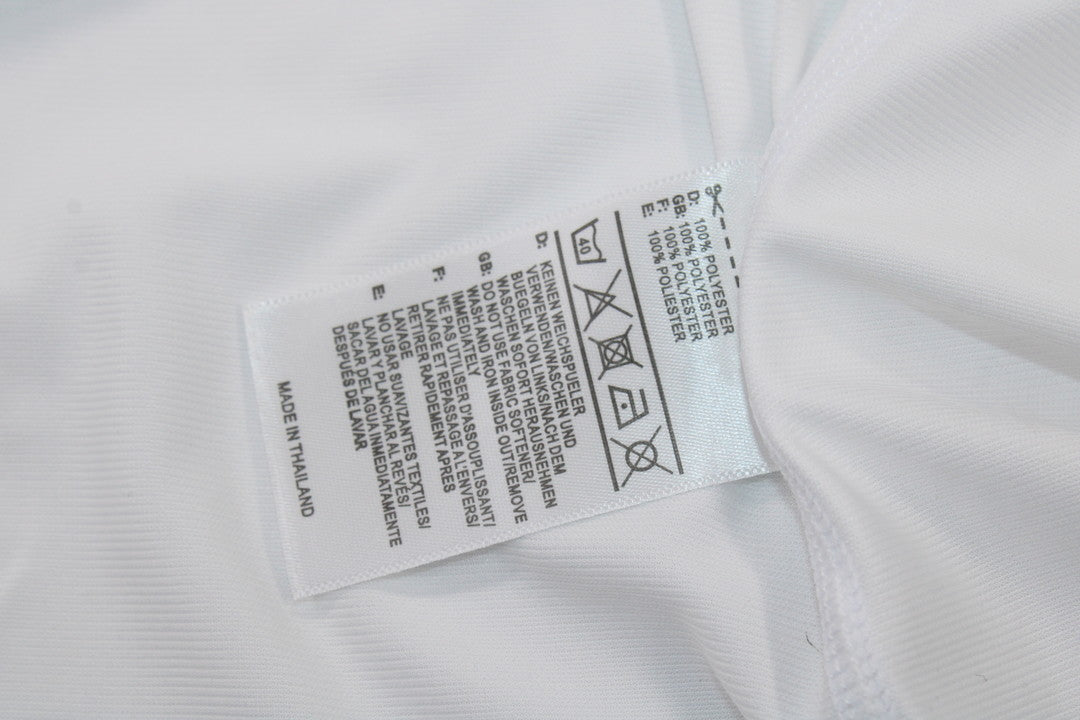 D: 100% POLYESTER
GB: 100% POLYESTER
F: 100% POLYESTER
E: 100% POLIESTER
40
D: KEINEN WEICHSPUELER
VERWENDEN/WASCHEN UND
BUEGELN VON LINKS/NACH DEM
WASCHEN SOFORT HERAUSNEHMEN
GB: DO NOT USE FABRIC SOFTENER/
WASH AND IRON INSIDE OUT/REMOVE
IMMEDIATELY
F: NE PAS UTILISER D'ASSOUPLISSANT/
LAVAGE ET REPASSAGE A L'ENVERS/
RETIRER RAPIDEMENT APRES
LAVAGE
E: NO USAR SUAVIZANTES TEXTILES/
LAVAR Y PLANCHAR AL REVÉS/
SACAR DEL AGUA INMEDIATAMENTE
DESPUÉS DE LAVAR
MADE IN THAILAND